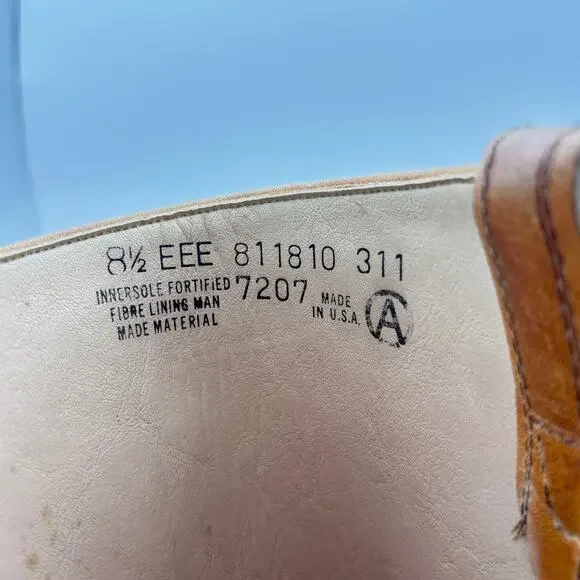 8½ EEE 811810 311
INNERSOLE FORTIFIED 7207 MADE
FIBRE LINING MAN IN U.S.A. A
MADE MATERIAL